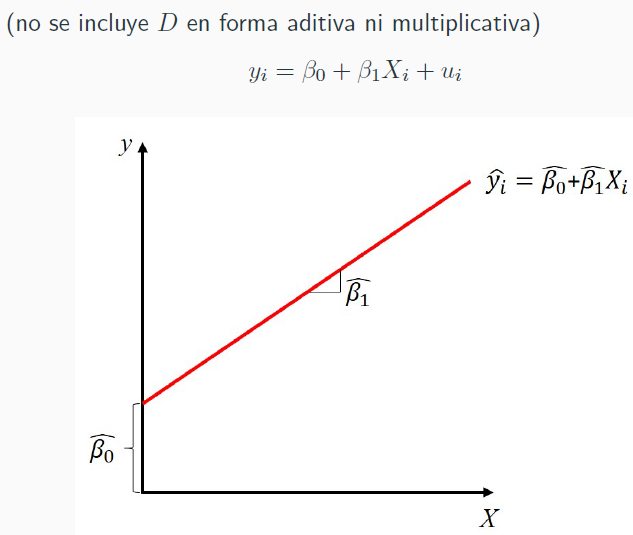 (no se incluye D en forma aditiva ni multiplicativa)
yᵢ = β₀ + β₁Xᵢ + uᵢ
y
ŷᵢ = β̂₀+β̂₁Xᵢ
β̂₁
β̂₀
X